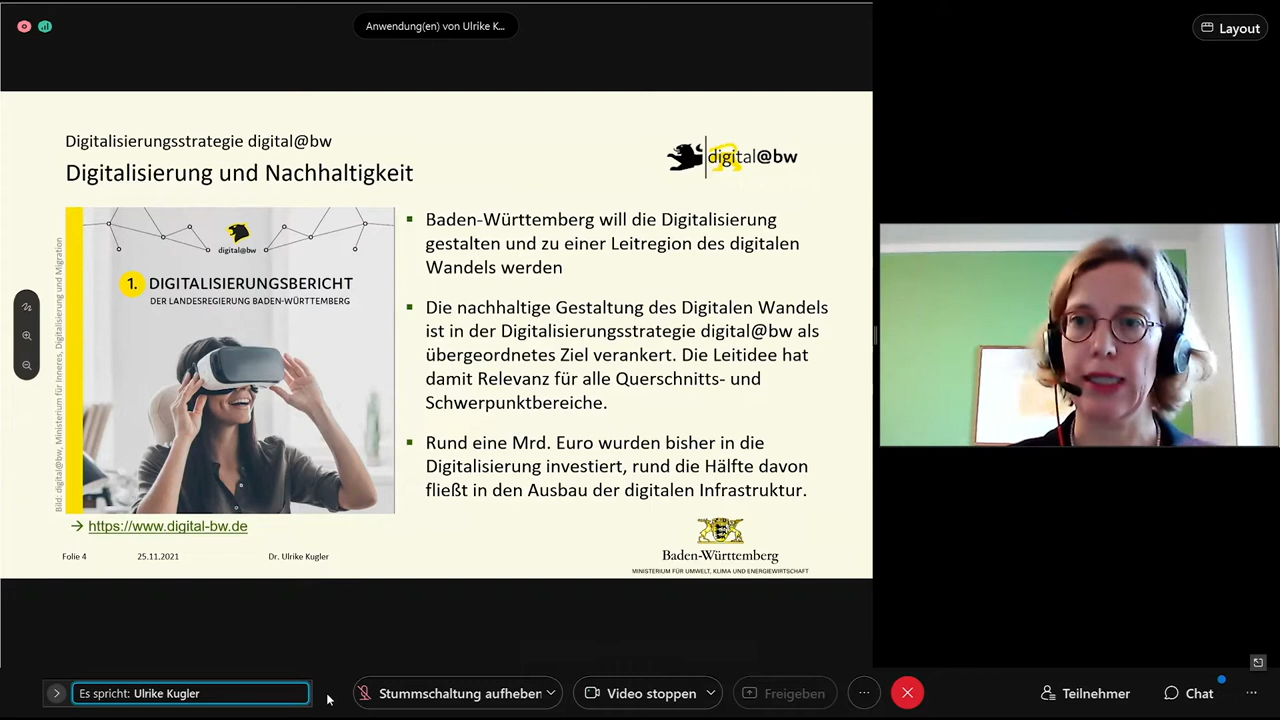 Anwendung(en) von Ulrike K...
Layout
Digitalisierungsstrategie digital@bw
Digitalisierung und Nachhaltigkeit
digital@bw
digital@bw
1. DIGITALISIERUNGSBERICHT
DER LANDESREGIERUNG BADEN-WÜRTTEMBERG
Bild: digital@bw, Ministerium für Inneres, Digitalisierung und Migration
Baden-Württemberg will die Digitalisierung
gestalten und zu einer Leitregion des digitalen
Wandels werden
Die nachhaltige Gestaltung des Digitalen Wandels
ist in der Digitalisierungsstrategie digital@bw als
übergeordnetes Ziel verankert. Die Leitidee hat
damit Relevanz für alle Querschnitts- und
Schwerpunktbereiche.
Rund eine Mrd. Euro wurden bisher in die
Digitalisierung investiert, rund die Hälfte davon
fließt in den Ausbau der digitalen Infrastruktur.
→ https://www.digital-bw.de
Folie 4 25.11.2021 Dr. Ulrike Kugler
Baden-Württemberg
MINISTERIUM FÜR UMWELT, KLIMA UND ENERGIEWIRTSCHAFT
Es spricht: Ulrike Kugler
Stummschaltung aufheben
Video stoppen
Freigeben
Teilnehmer
Chat